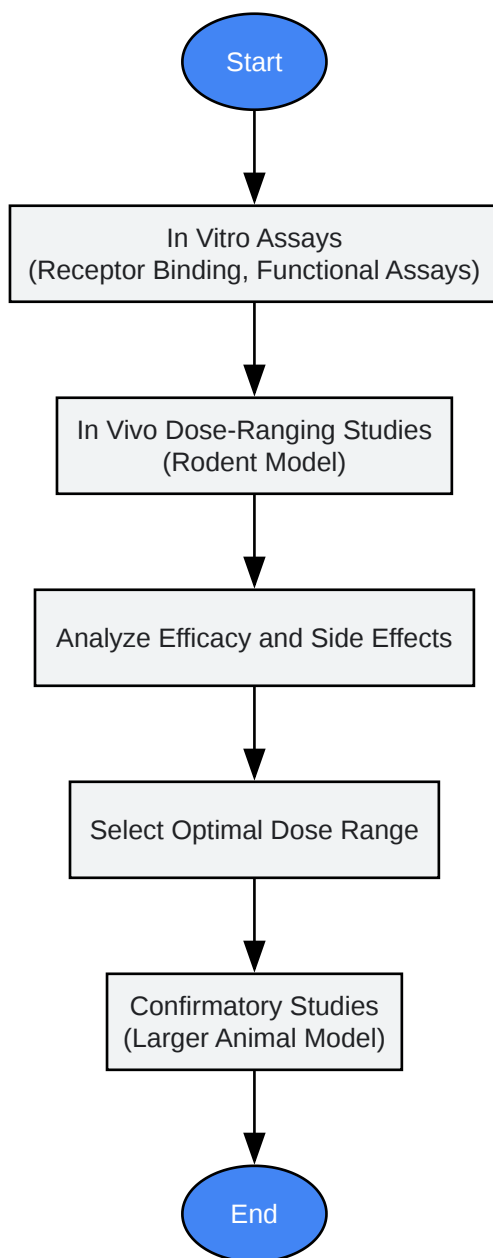 Start
In Vitro Assays
(Receptor Binding, Functional Assays)
In Vivo Dose-Ranging Studies
(Rodent Model)
Analyze Efficacy and Side Effects
Select Optimal Dose Range
Confirmatory Studies
(Larger Animal Model)
End